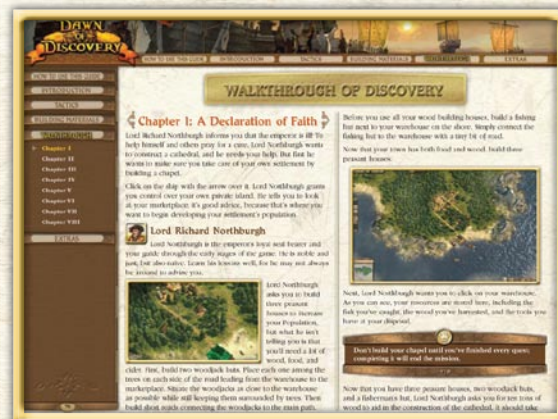 DAWN
OF
DISCOVERY
HOW TO USE THIS GUIDE
INTRODUCTION
TACTICS
BUILDING MATERIALS
WALKTHROUGH
EXTRAS
HOW TO USE THIS GUIDE
INTRODUCTION
TACTICS
BUILDING MATERIALS
WALKTHROUGH
Chapter I
Chapter II
Chapter III
Chapter IV
Chapter V
Chapter VI
Chapter VII
Chapter VIII
EXTRAS
WALKTHROUGH OF DISCOVERY
Chapter I: A Declaration of Faith
Lord Richard Northburgh informs you that the emperor is ill! To
help himself and others pray for a cure, Lord Northburgh wants
to construct a cathedral, and he needs your help. But first he
wants to make sure you take care of your own settlement by
building a chapel.
Click on the ship with the arrow over it. Lord Northburgh grants
you control over your own private island. He tells you to look
at your marketplace; it's good advice, because that's where you
want to begin developing your settlement's population.
Lord Richard Northburgh
Lord Northburgh is the emperor's loyal seal bearer and
your guide through the early stages of the game. He is noble and
just, but also naive. Learn his lessons well, for he may not always
be around to advise you.
Lord Northburgh
asks you to build
three peasant
houses to increase
your Population,
but what he isn't
telling you is that
you'll need a lot of
wood, food, and
cider. First, build two woodjack huts. Place each one among the
trees on each side of the road leading from the warehouse to the
marketplace. Situate the woodjacks as close to the warehouse
as possible while still keeping them surrounded by trees. Then
build short roads connecting the woodjacks to the main path.
Before you use all your wood building houses, build a fishing
hut next to your warehouse on the shore. Simply connect the
fishing hut to the warehouse with a tiny bit of road.
Now that your town has both food and wood, build three
peasant houses.
Next, Lord Northburgh wants you to click on your warehouse.
As you can see, your resources are stored here, including the
fish you've caught, the wood you've harvested, and the tools you
have at your disposal.
Don't build your chapel until you've finished every quest;
completing it will end the mission.
Now that you have three peasant houses, two woodjack huts,
and a fisherman's hut, Lord Northburgh asks you for ten tons of
wood to aid in the construction of the cathedral. It should take